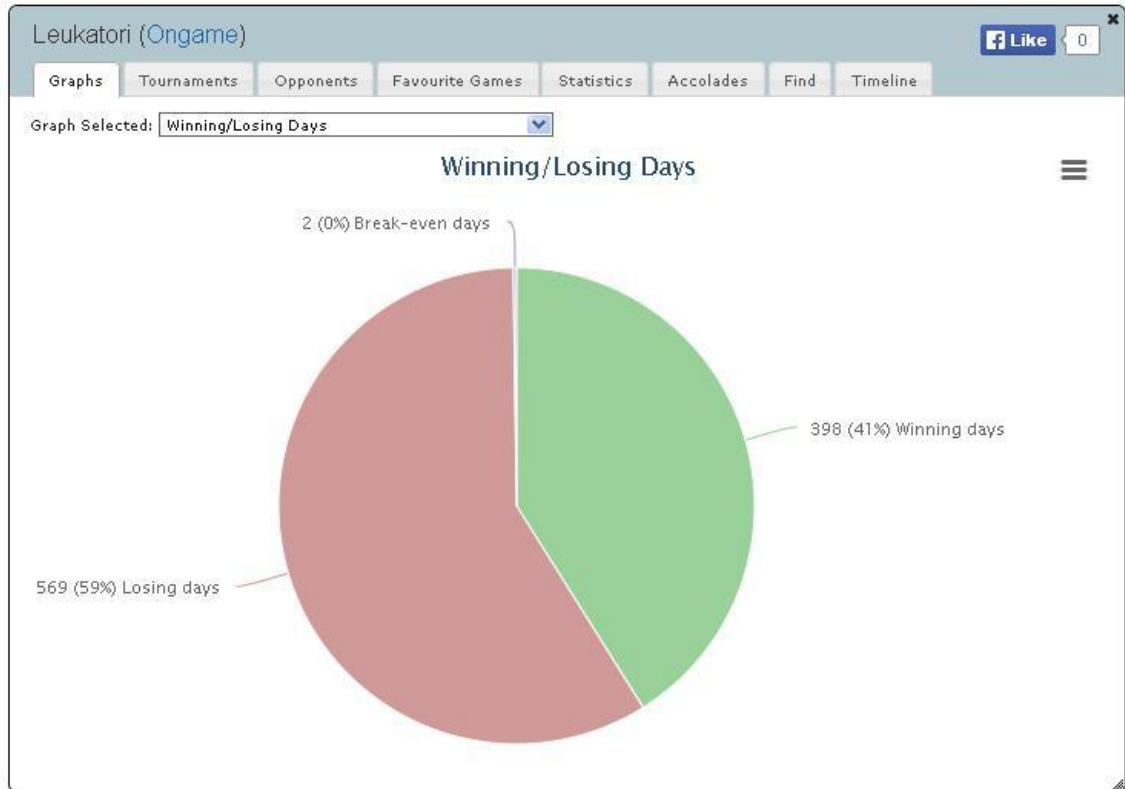 Leukatori (Ongame)
Like 0
Graphs Tournaments Opponents Favourite Games Statistics Accolades Find Timeline
Graph Selected: Winning/Losing Days
Winning/Losing Days
2 (0%) Break-even days
398 (41%) Winning days
569 (59%) Losing days